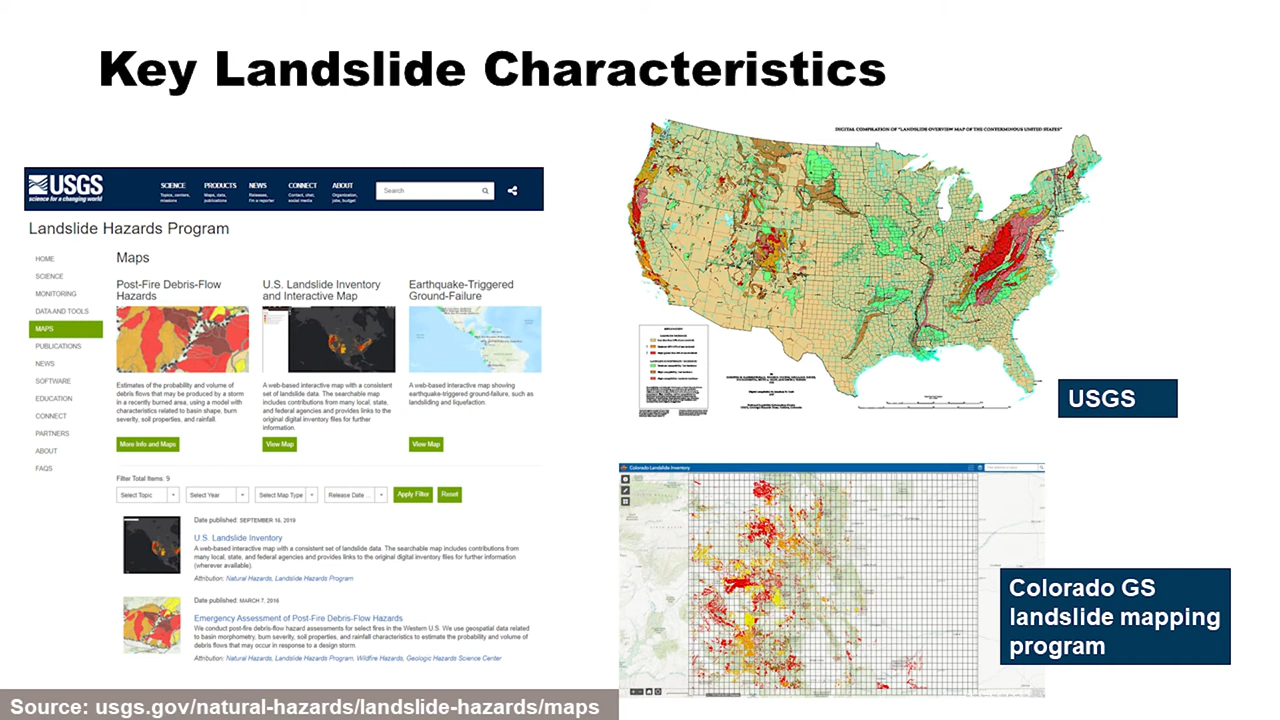 Key Landslide Characteristics
USGS
science for a changing world
SCIENCE
Topics, centers,
missions
PRODUCTS
Maps, data,
publications
NEWS
Releases,
I'm a reporter
CONNECT
Contact, chat,
social media
ABOUT
Organization,
jobs, budget
Search
Landslide Hazards Program
HOME
SCIENCE
MONITORING
DATA AND TOOLS
MAPS
PUBLICATIONS
NEWS
SOFTWARE
EDUCATION
CONNECT
PARTNERS
ABOUT
FAQS
Maps
Post-Fire Debris-Flow
Hazards
Estimates of the probability and volume of
debris flows that may be produced by a storm
in a recently burned area, using a model with
characteristics related to basin shape, burn
severity, soil properties, and rainfall.
More Info and Maps
U.S. Landslide Inventory
and Interactive Map
A web-based interactive map with a consistent
set of landslide data. The searchable map
includes contributions from many local, state,
and federal agencies and provides links to the
original digital inventory files for further
information.
View Map
Earthquake-Triggered
Ground-Failure
A web-based interactive map showing
earthquake-triggered ground-failure, such as
landsliding and liquefaction.
View Map
Filter Total Items: 9
Select Topic
Select Year
Select Map Type
Release Date ...
Apply Filter
Reset
Date published: SEPTEMBER 16, 2019
U.S. Landslide Inventory
A web-based interactive map with a consistent set of landslide data. The searchable map includes contributions from
many local, state, and federal agencies and provides links to the original digital inventory files for further information
(wherever available).
Attribution: Natural Hazards, Landslide Hazards Program
Date published: MARCH 7, 2016
Emergency Assessment of Post-Fire Debris-Flow Hazards
We conduct post-fire debris-flow hazard assessments for select fires in the Western U.S. We use geospatial data related
to basin morphometry, burn severity, soil properties, and rainfall characteristics to estimate the probability and volume of
debris flows that may occur in response to a design storm.
Attribution: Natural Hazards, Landslide Hazards Program, Wildfire Hazards, Geologic Hazards Science Center
DIGITAL COMPILATION OF "LANDSLIDE OVERVIEW MAP OF THE CONTERMINOUS UNITED STATES"
USGS
Colorado Landslide Inventory
Colorado GS
landslide mapping
program
Source: usgs.gov/natural-hazards/landslide-hazards/maps